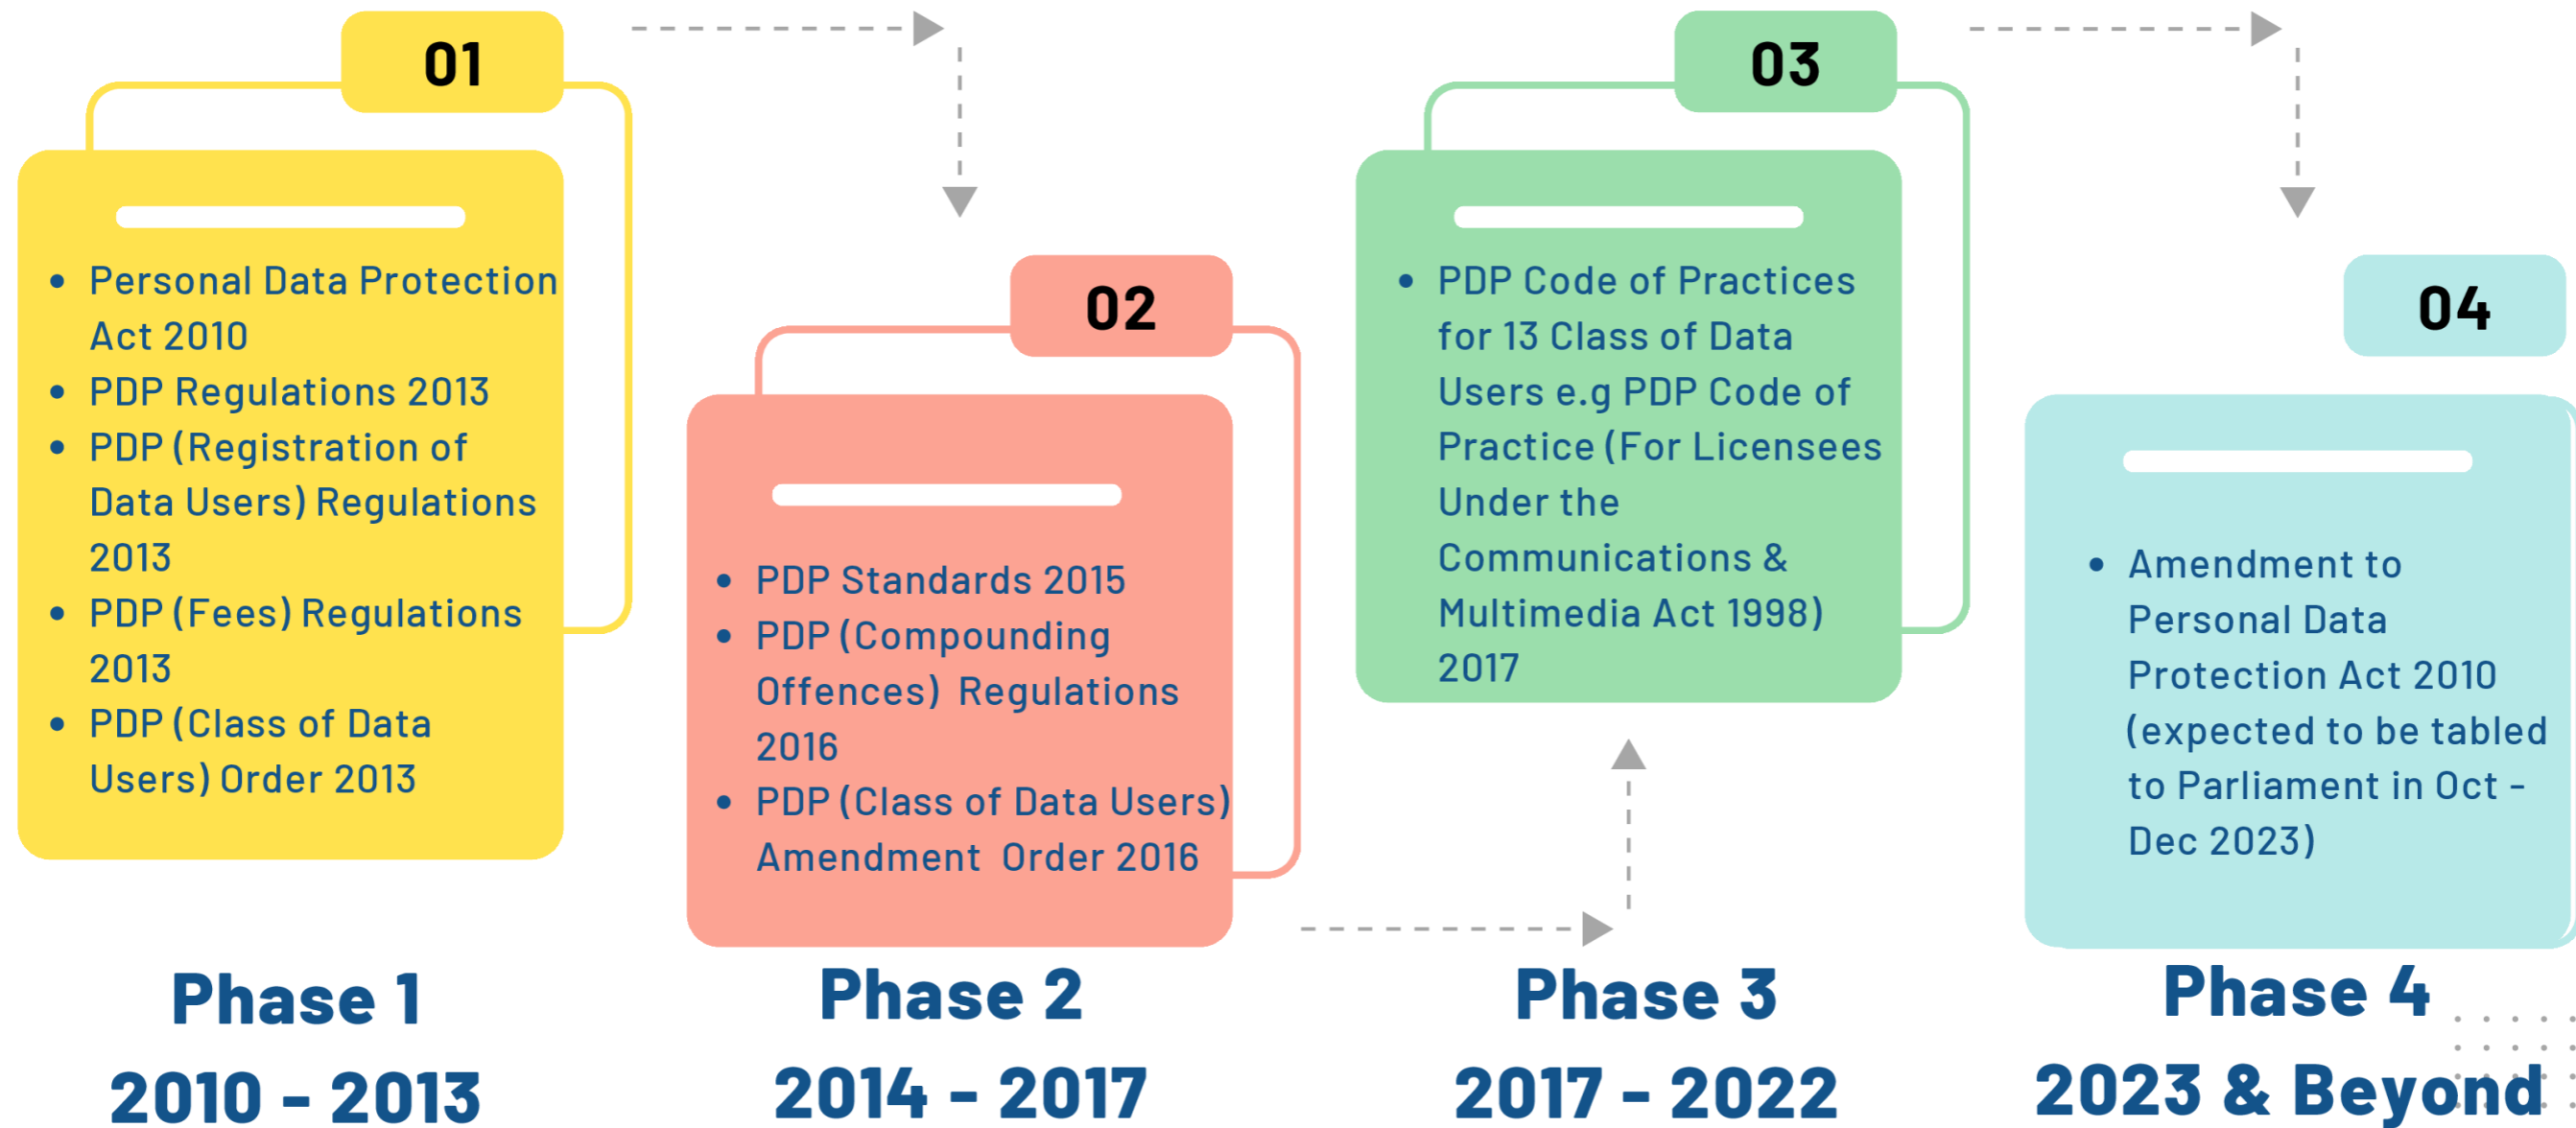 01
• Personal Data Protection
Act 2010
• PDP Regulations 2013
• PDP (Registration of
Data Users) Regulations
2013
• PDP (Fees) Regulations
2013
• PDP (Class of Data
Users) Order 2013
Phase 1
2010 - 2013
02
• PDP Standards 2015
• PDP (Compounding
Offences) Regulations
2016
• PDP (Class of Data Users)
Amendment Order 2016
Phase 2
2014 - 2017
03
• PDP Code of Practices
for 13 Class of Data
Users e.g PDP Code of
Practice (For Licensees
Under the
Communications &
Multimedia Act 1998)
2017
Phase 3
2017 - 2022
04
• Amendment to
Personal Data
Protection Act 2010
(expected to be tabled
to Parliament in Oct -
Dec 2023)
Phase 4
2023 & Beyond